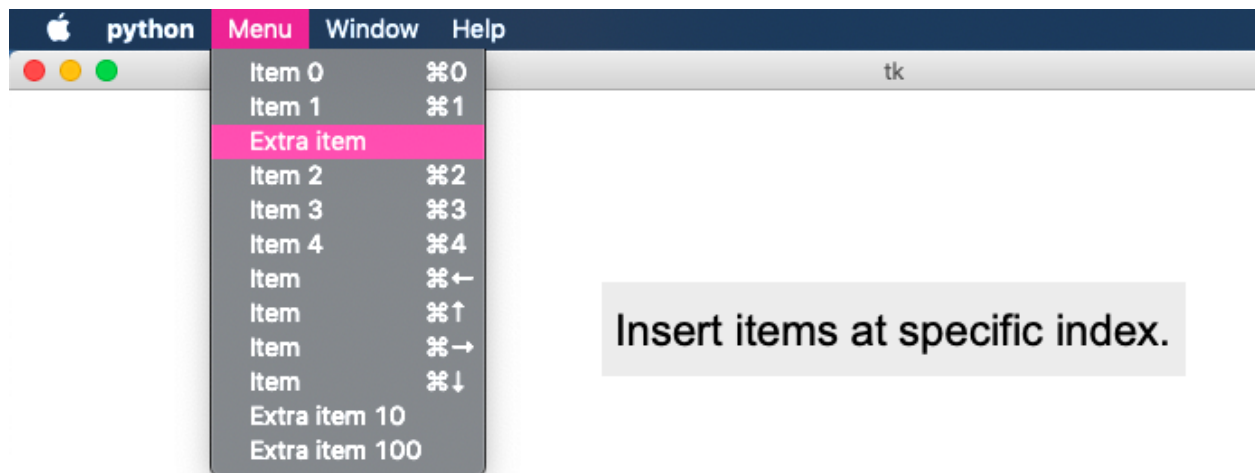 python Menu Window Help
tk
Item 0 ⌘0
Item 1 ⌘1
Extra item
Item 2 ⌘2
Item 3 ⌘3
Item 4 ⌘4
Item ⌘←
Item ⌘↑
Item ⌘→
Item ⌘↓
Extra item 10
Extra item 100
Insert items at specific index.